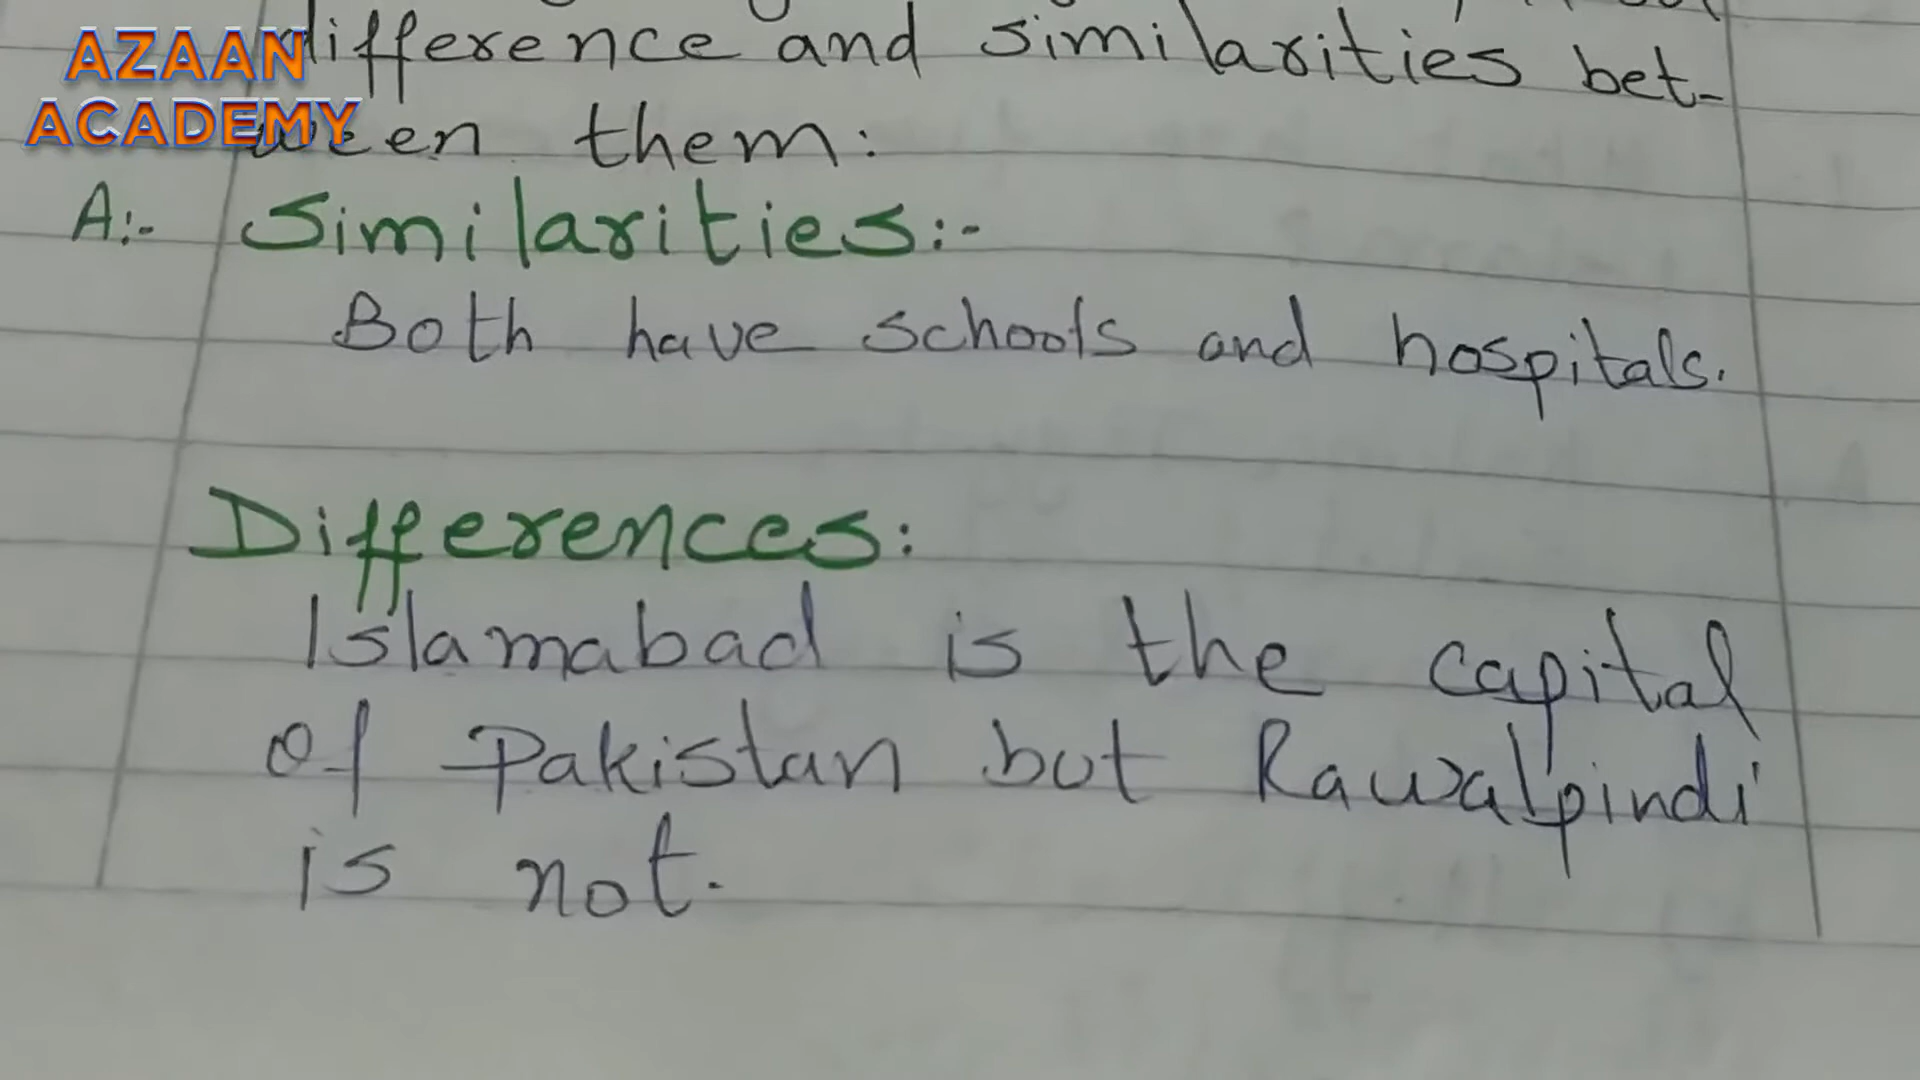 AZAAN
ACADEMY
difference and similarities bet-
ween them:
A:- Similarities:-
Both have schools and hospitals.
Differences:
Islamabad is the capital
of Pakistan but Rawalpindi
is not.